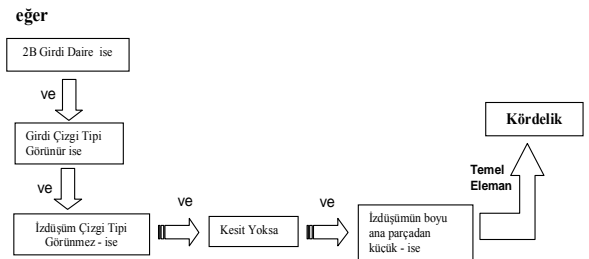 eğer
2B Girdi Daire ise
ve
Girdi Çizgi Tipi
Görünür ise
ve
İzdüşüm Çizgi Tipi
Görünmez - ise
ve
Kesit Yoksa
ve
İzdüşümün boyu
ana parçadan
küçük - ise
Temel
Eleman
Kördelik